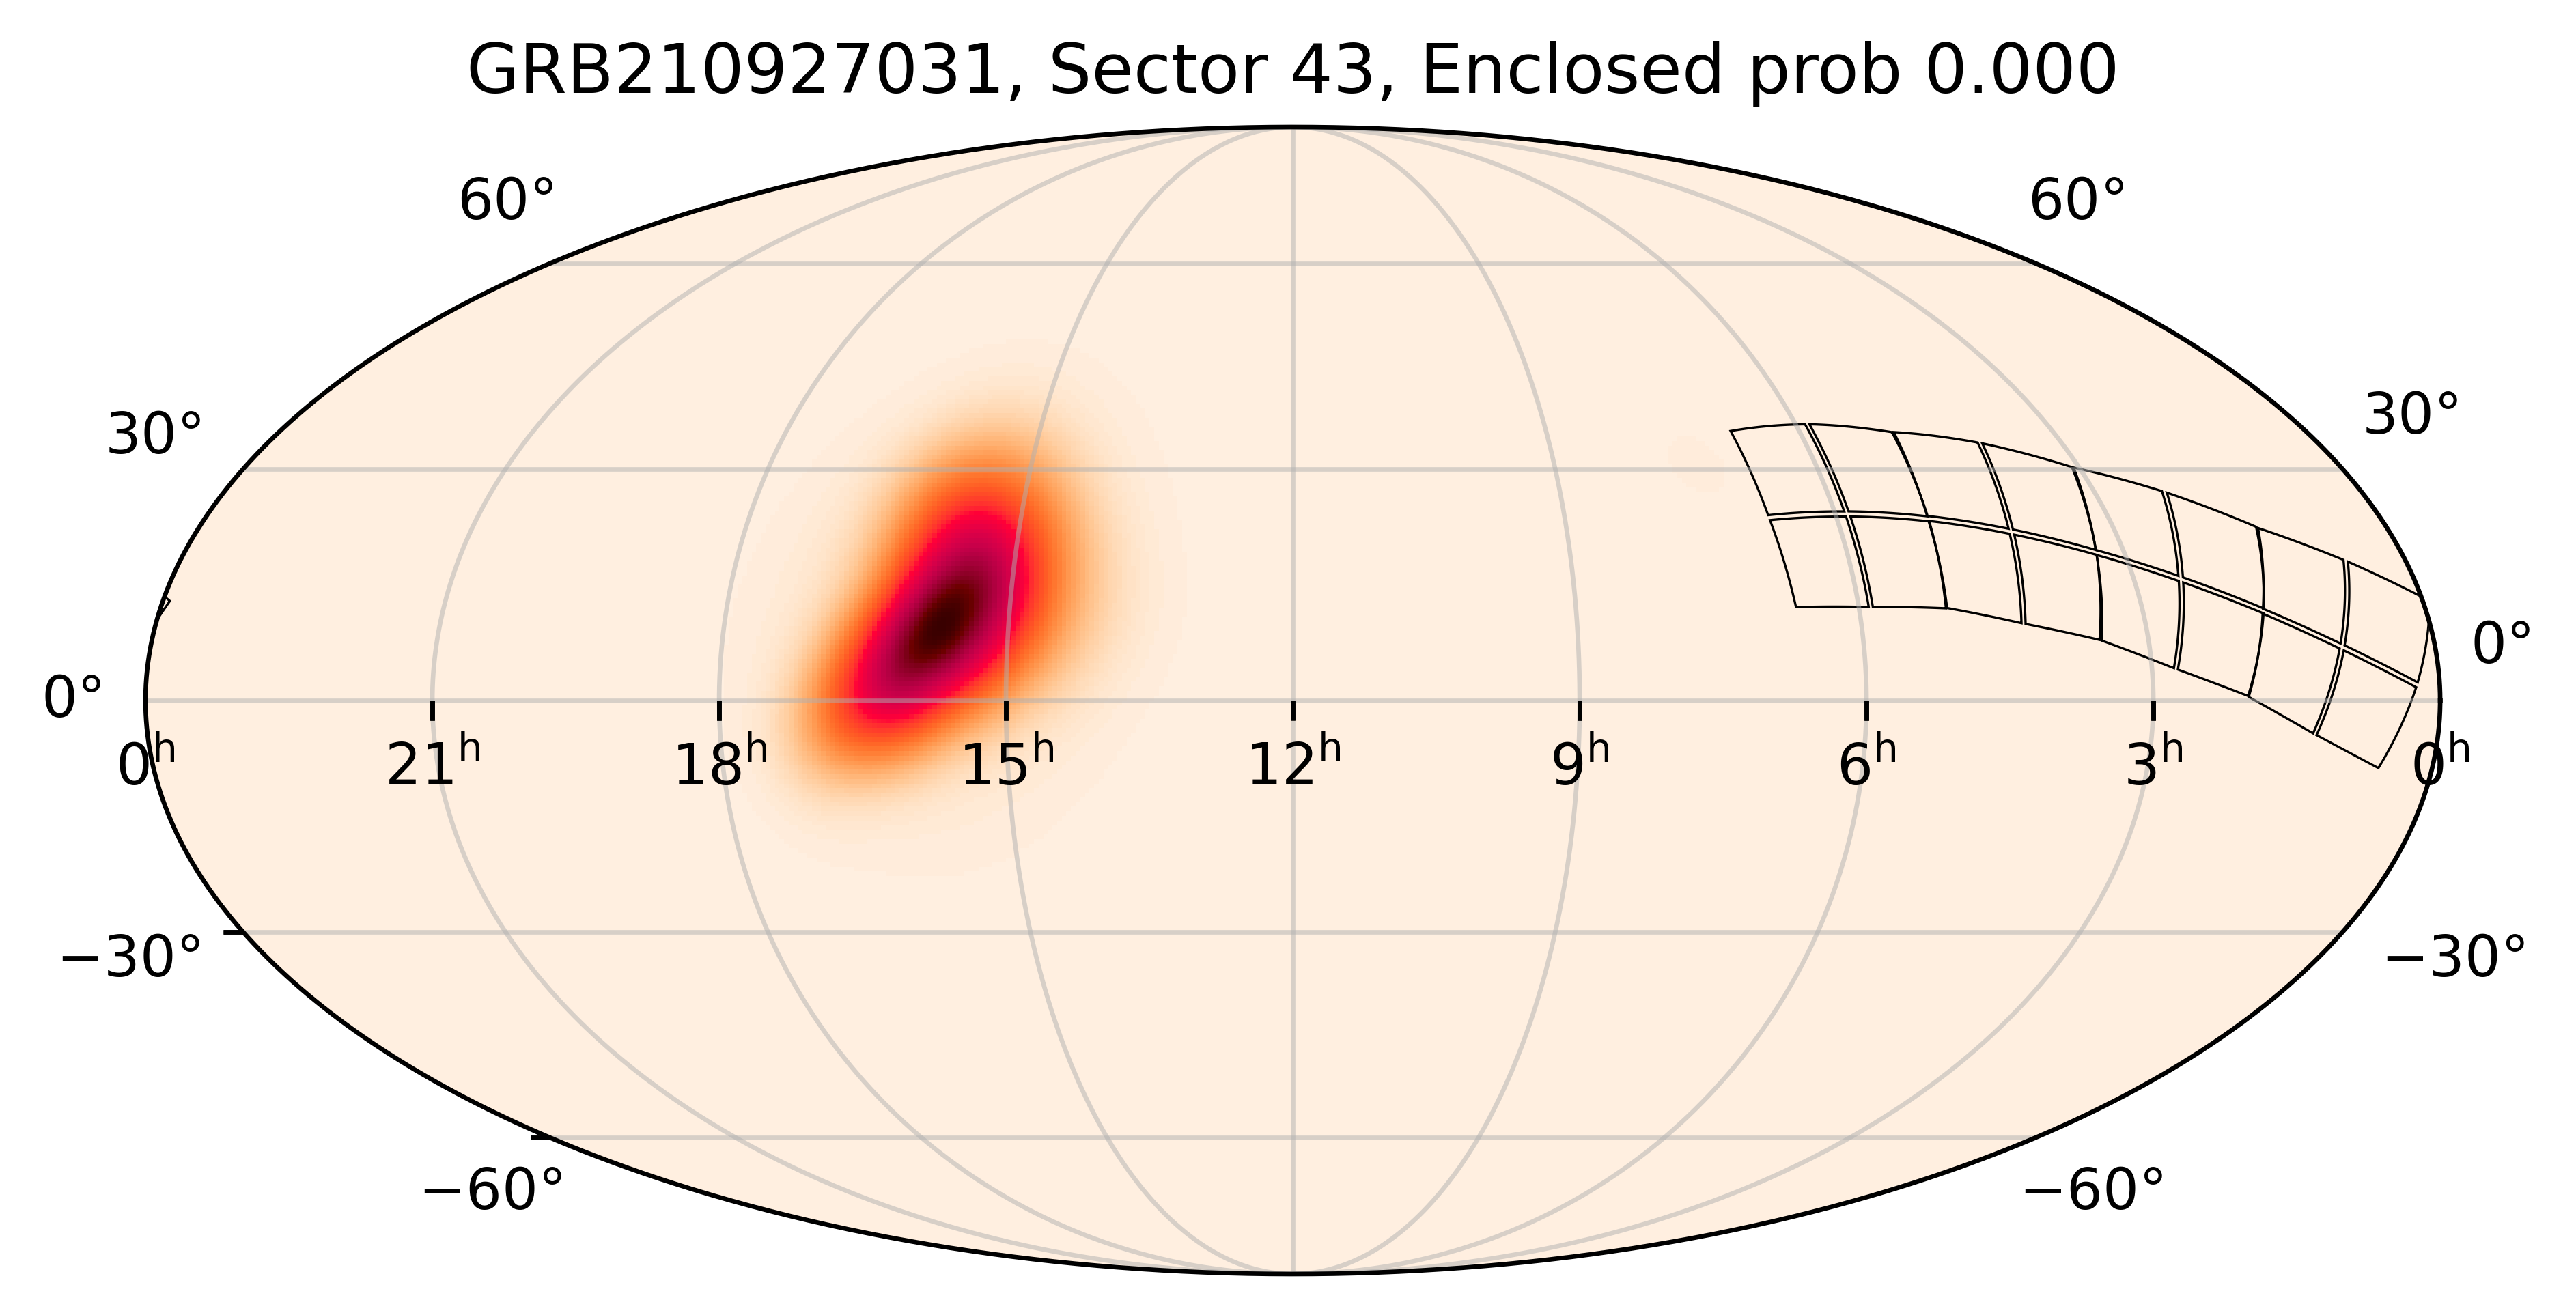 GRB210927031, Sector 43, Enclosed prob 0.000
60° 60°
30° 30°
0° 0°
0ʰ 21ʰ 18ʰ 15ʰ 12ʰ 9ʰ 6ʰ 3ʰ 0ʰ
−30° −30°
−60° −60°